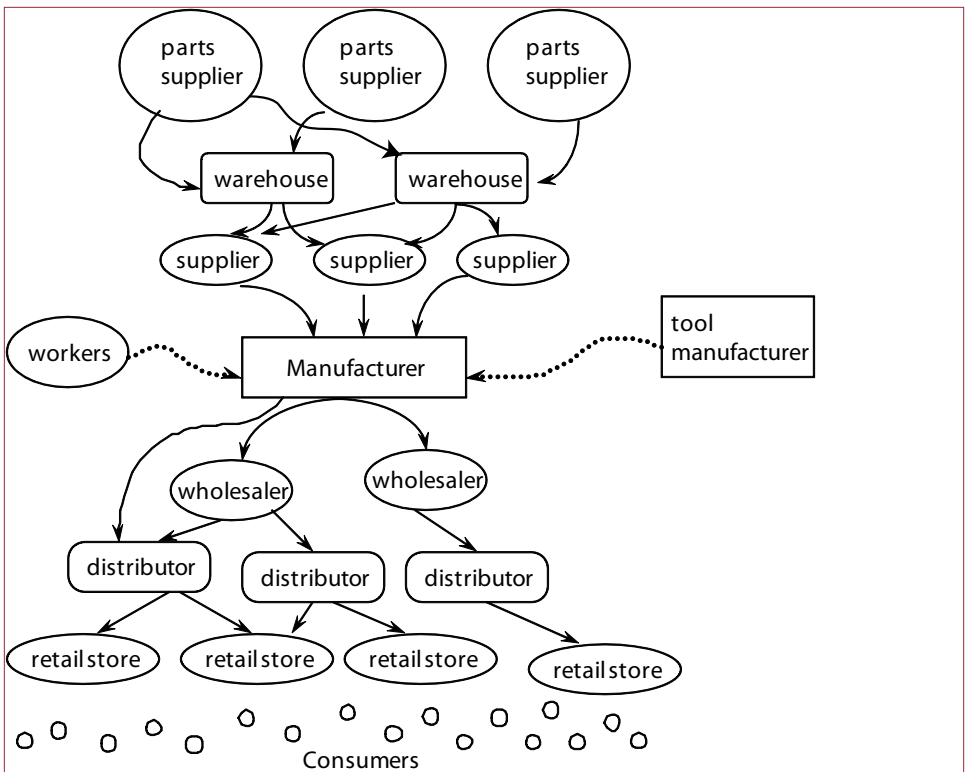 parts
supplier
parts
supplier
parts
supplier
warehouse
warehouse
supplier
supplier
supplier
workers
Manufacturer
tool
manufacturer
wholesaler
wholesaler
distributor
distributor
distributor
retail store
retail store
retail store
retail store
Consumers